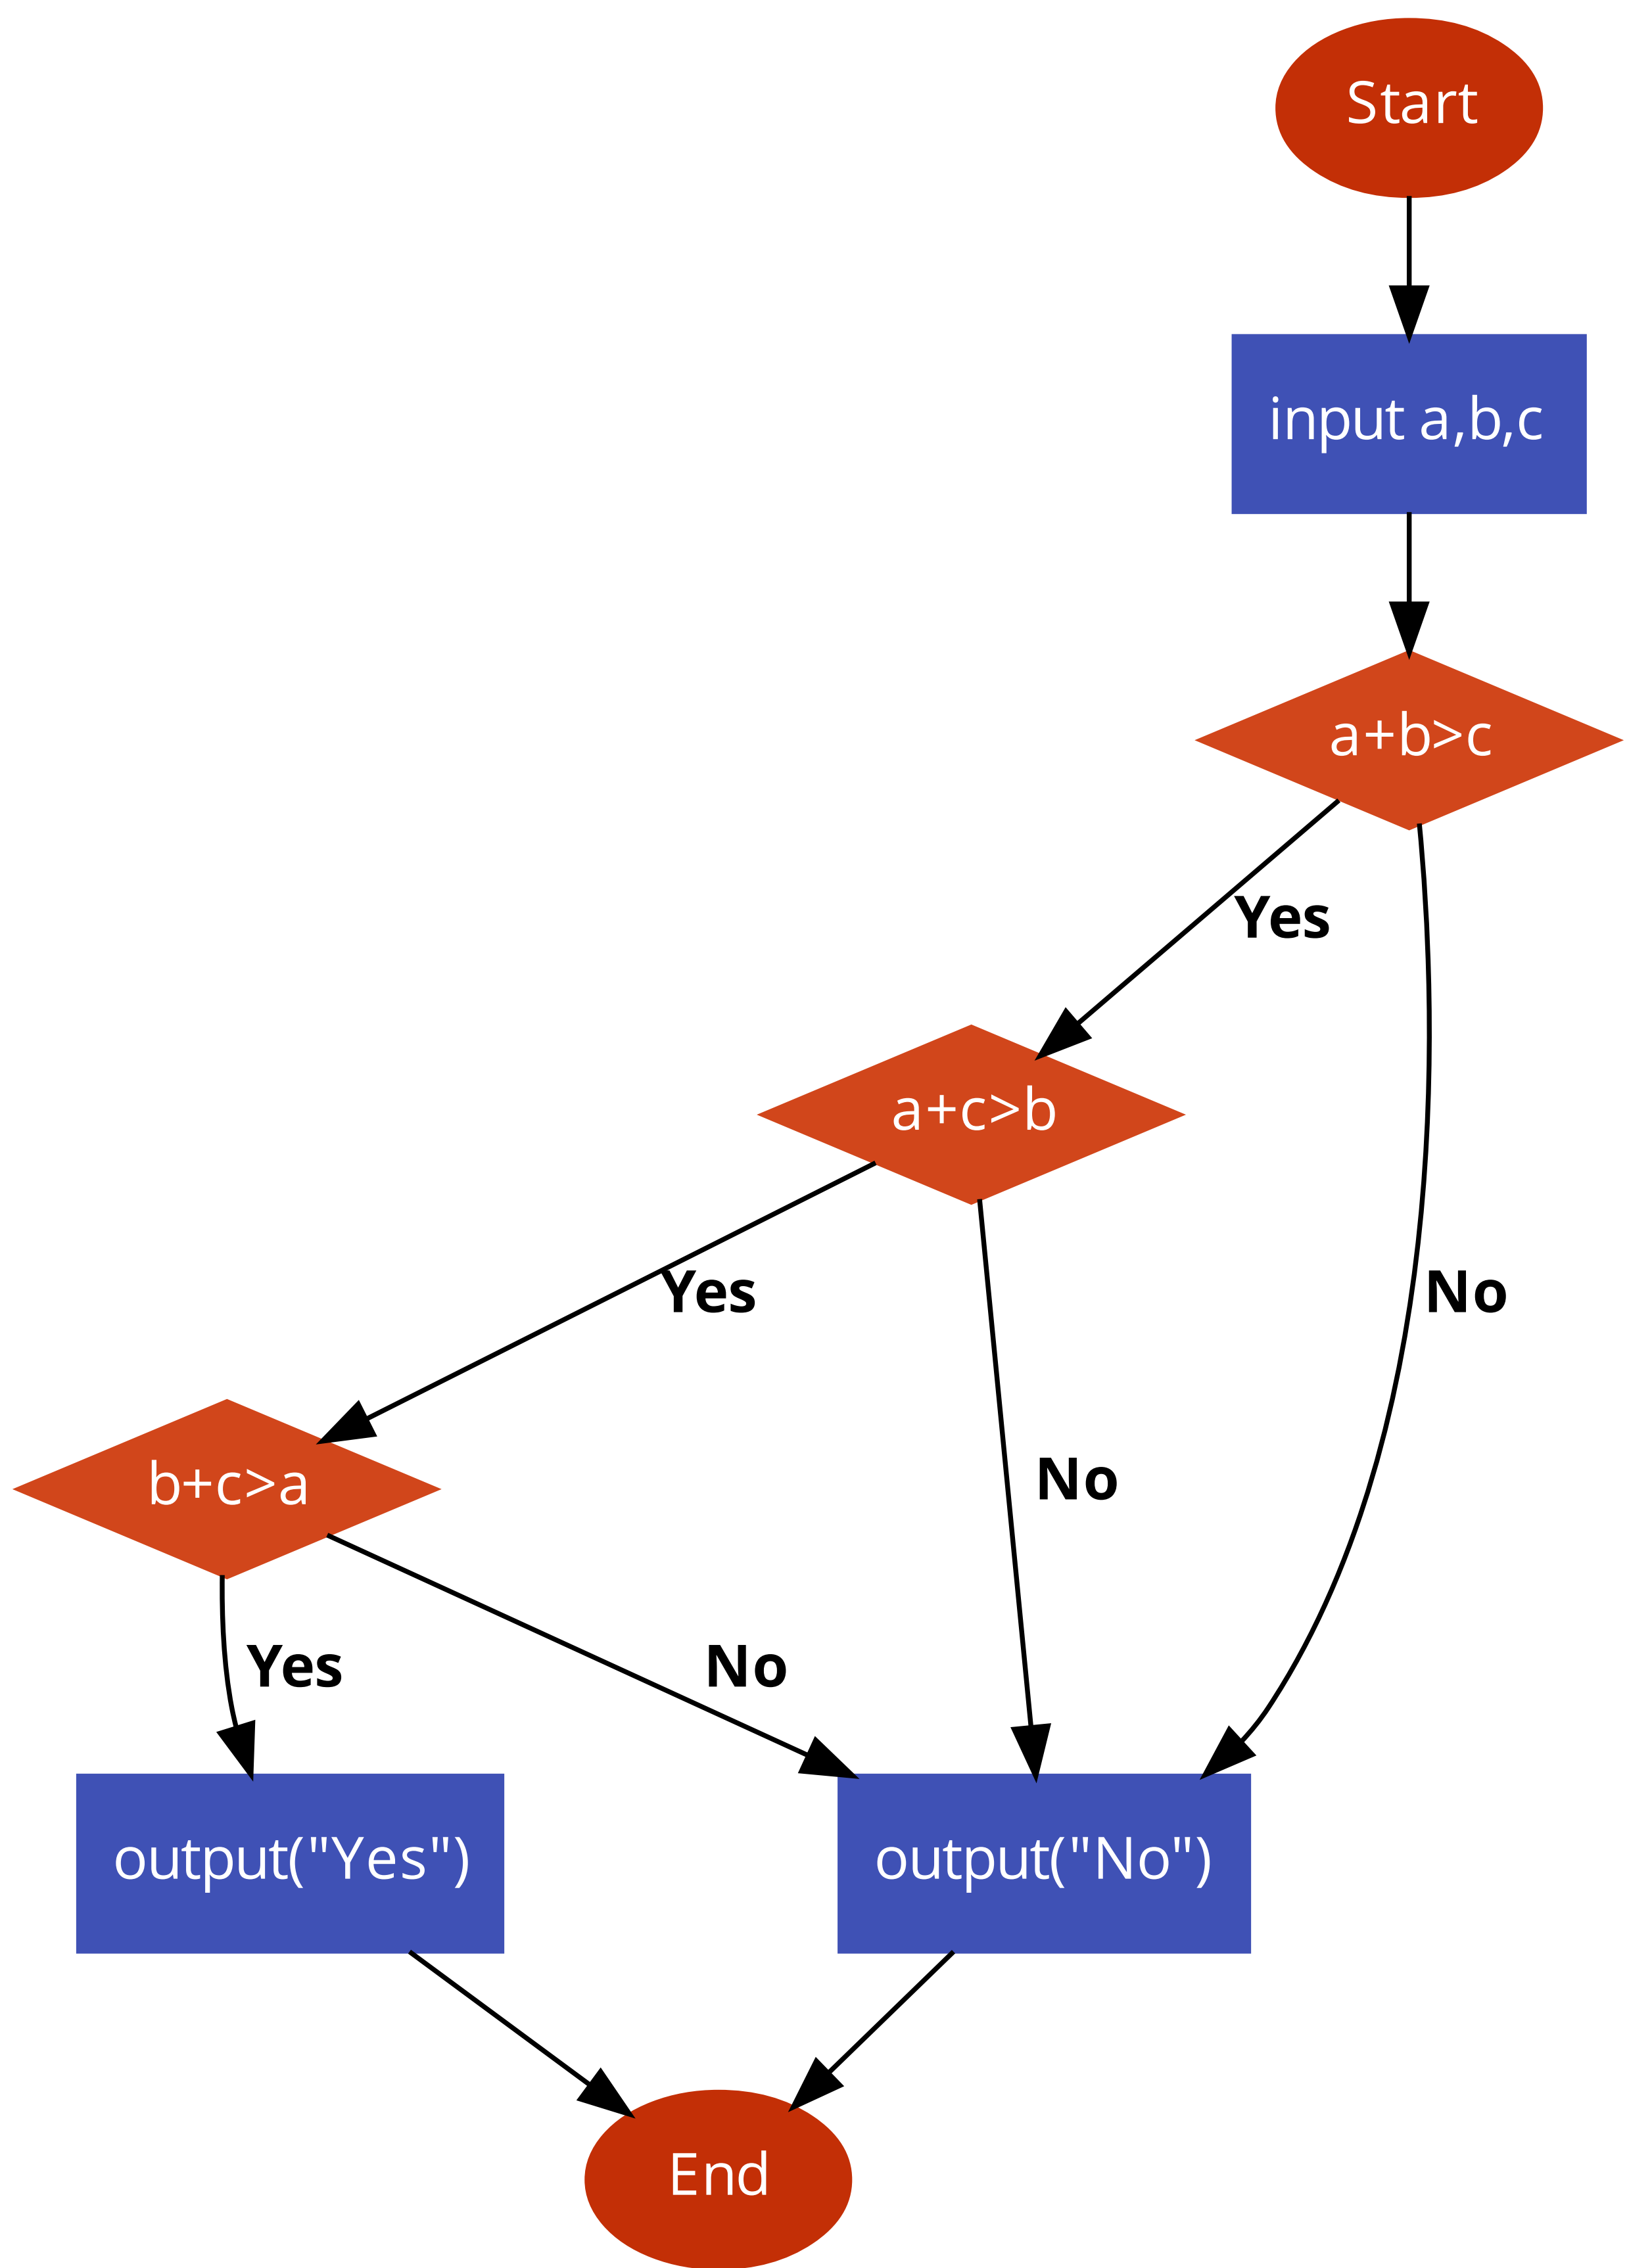 Start
input a,b,c
a+b>c
Yes
a+c>b
Yes
No
b+c>a
No
Yes
No
output("Yes")
output("No")
End